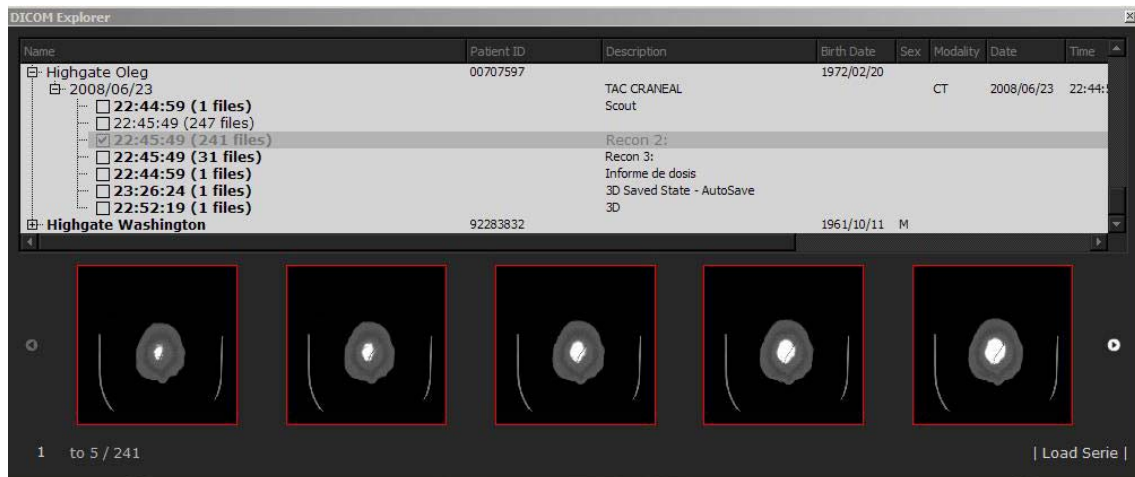 DICOM Explorer
Name Patient ID Description Birth Date Sex Modality Date Time
Highgate Oleg 00707597 1972/02/20
2008/06/23 TAC CRANEAL CT 2008/06/23 22:44:5
22:44:59 (1 files) Scout
22:45:49 (247 files)
22:45:49 (241 files) Recon 2:
22:45:49 (31 files) Recon 3:
22:44:59 (1 files) Informe de dosis
23:26:24 (1 files) 3D Saved State - AutoSave
22:52:19 (1 files) 3D
Highgate Washington 92283832 1961/10/11 M
1 to 5 / 241 | Load Serie |